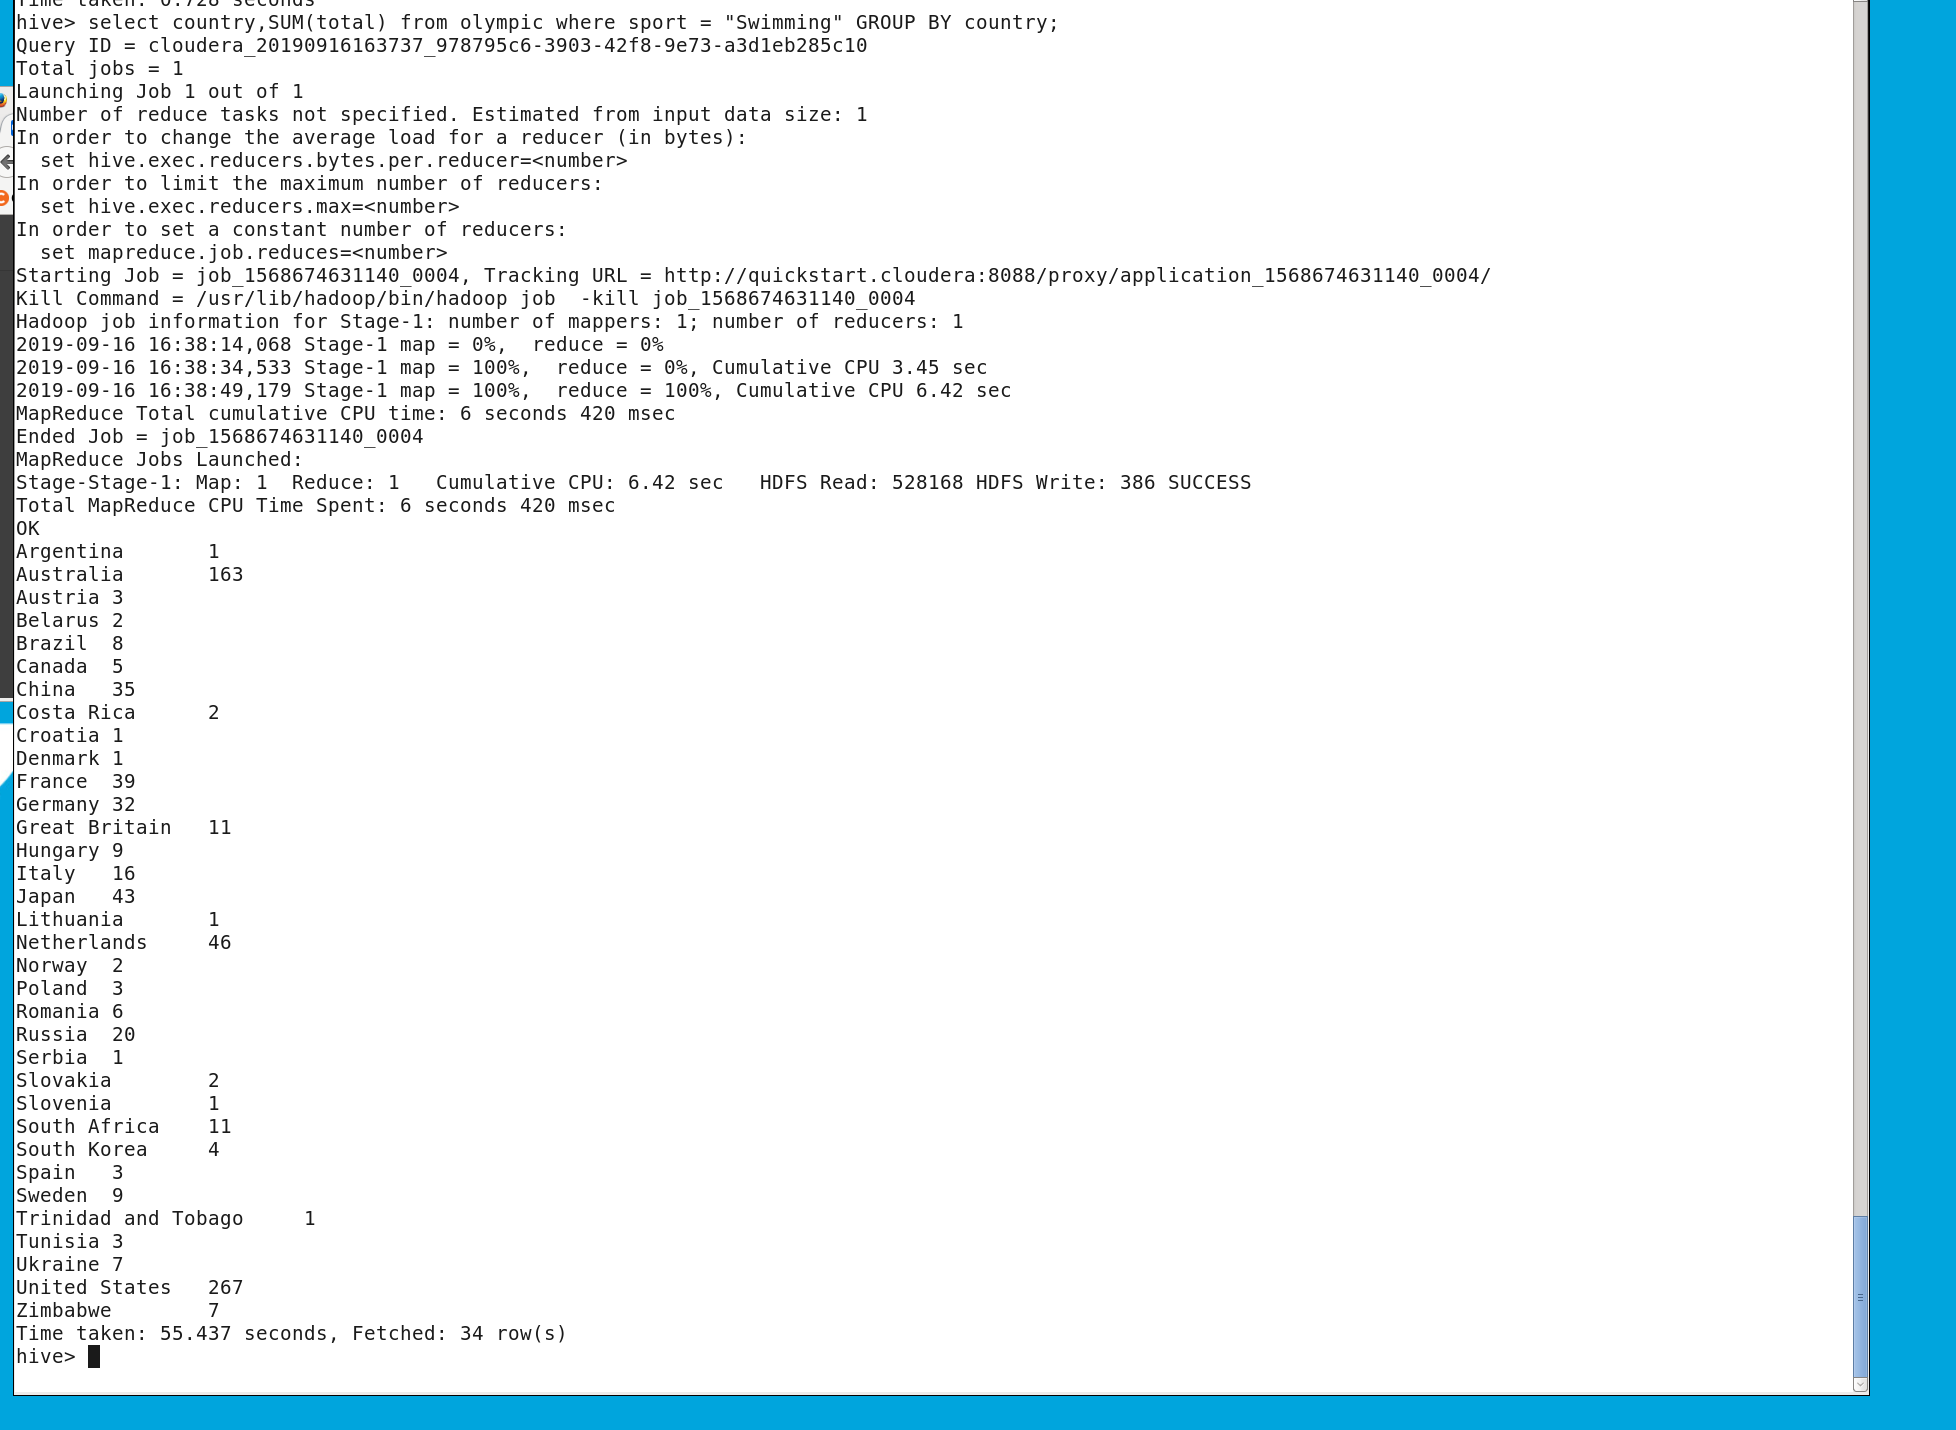 Time taken: 0.728 seconds
hive> select country,SUM(total) from olympic where sport = "Swimming" GROUP BY country;
Query ID = cloudera_20190916163737_978795c6-3903-42f8-9e73-a3d1eb285c10
Total jobs = 1
Launching Job 1 out of 1
Number of reduce tasks not specified. Estimated from input data size: 1
In order to change the average load for a reducer (in bytes):
  set hive.exec.reducers.bytes.per.reducer=<number>
In order to limit the maximum number of reducers:
  set hive.exec.reducers.max=<number>
In order to set a constant number of reducers:
  set mapreduce.job.reduces=<number>
Starting Job = job_1568674631140_0004, Tracking URL = http://quickstart.cloudera:8088/proxy/application_1568674631140_0004/
Kill Command = /usr/lib/hadoop/bin/hadoop job  -kill job_1568674631140_0004
Hadoop job information for Stage-1: number of mappers: 1; number of reducers: 1
2019-09-16 16:38:14,068 Stage-1 map = 0%,  reduce = 0%
2019-09-16 16:38:34,533 Stage-1 map = 100%,  reduce = 0%, Cumulative CPU 3.45 sec
2019-09-16 16:38:49,179 Stage-1 map = 100%,  reduce = 100%, Cumulative CPU 6.42 sec
MapReduce Total cumulative CPU time: 6 seconds 420 msec
Ended Job = job_1568674631140_0004
MapReduce Jobs Launched:
Stage-Stage-1: Map: 1  Reduce: 1   Cumulative CPU: 6.42 sec   HDFS Read: 528168 HDFS Write: 386 SUCCESS
Total MapReduce CPU Time Spent: 6 seconds 420 msec
OK
Argentina       1
Australia       163
Austria 3
Belarus 2
Brazil  8
Canada  5
China   35
Costa Rica      2
Croatia 1
Denmark 1
France  39
Germany 32
Great Britain   11
Hungary 9
Italy   16
Japan   43
Lithuania       1
Netherlands     46
Norway  2
Poland  3
Romania 6
Russia  20
Serbia  1
Slovakia        2
Slovenia        1
South Africa    11
South Korea     4
Spain   3
Sweden  9
Trinidad and Tobago     1
Tunisia 3
Ukraine 7
United States   267
Zimbabwe        7
Time taken: 55.437 seconds, Fetched: 34 row(s)
hive>